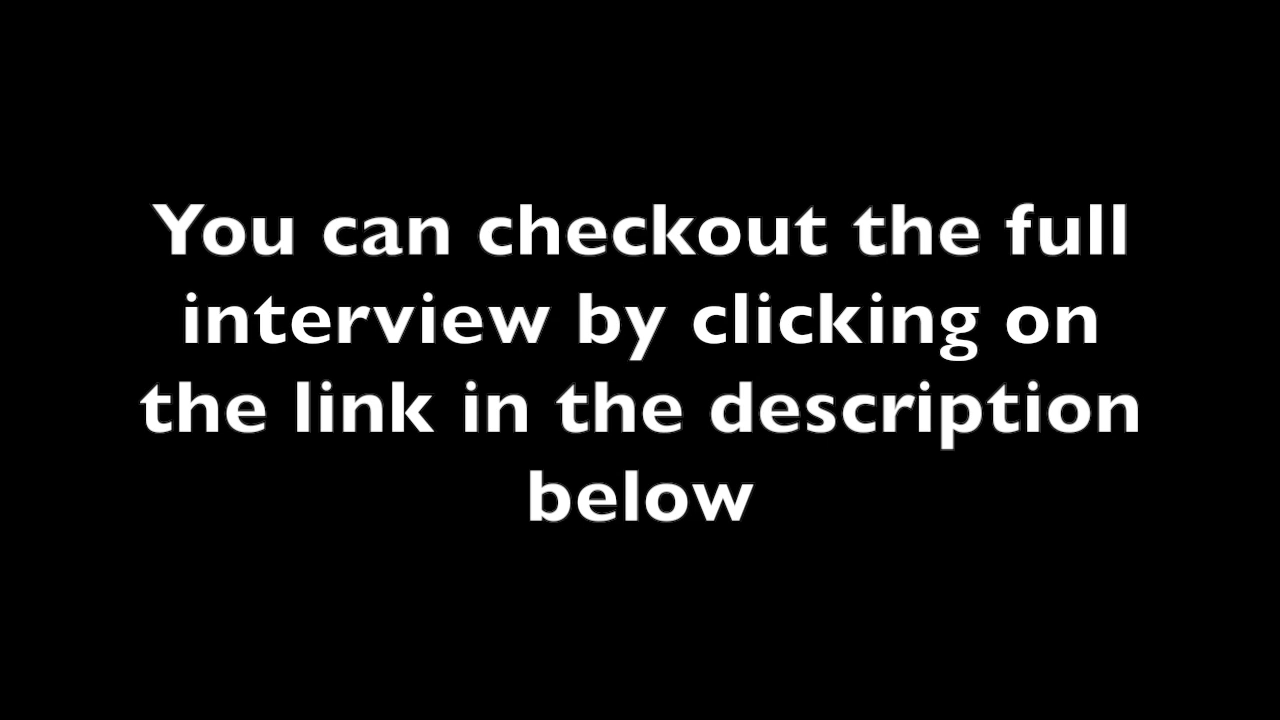 You can checkout the full
interview by clicking on
the link in the description
below